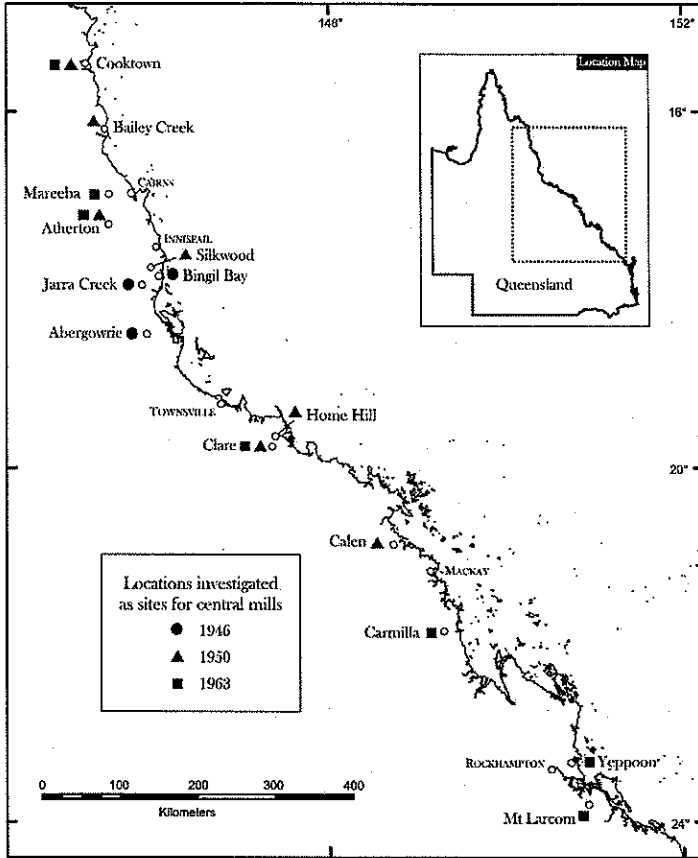 148°
152°
Location Map
Queensland
Cooktown
16°
Bailey Creek
CAIRNS
Mareeba
Atherton
INNISFAIL
Silkwood
Bingil Bay
Jarra Creek
Abergowrie
TOWNSVILLE
Home Hill
Clare
20°
Calen
MACKAY
Locations investigated
as sites for central mills
1946
1950
1963
Carmilla
ROCKHAMPTON
Yeppoon
Mt Larcom
0 100 200 300 400
Kilometers
24°